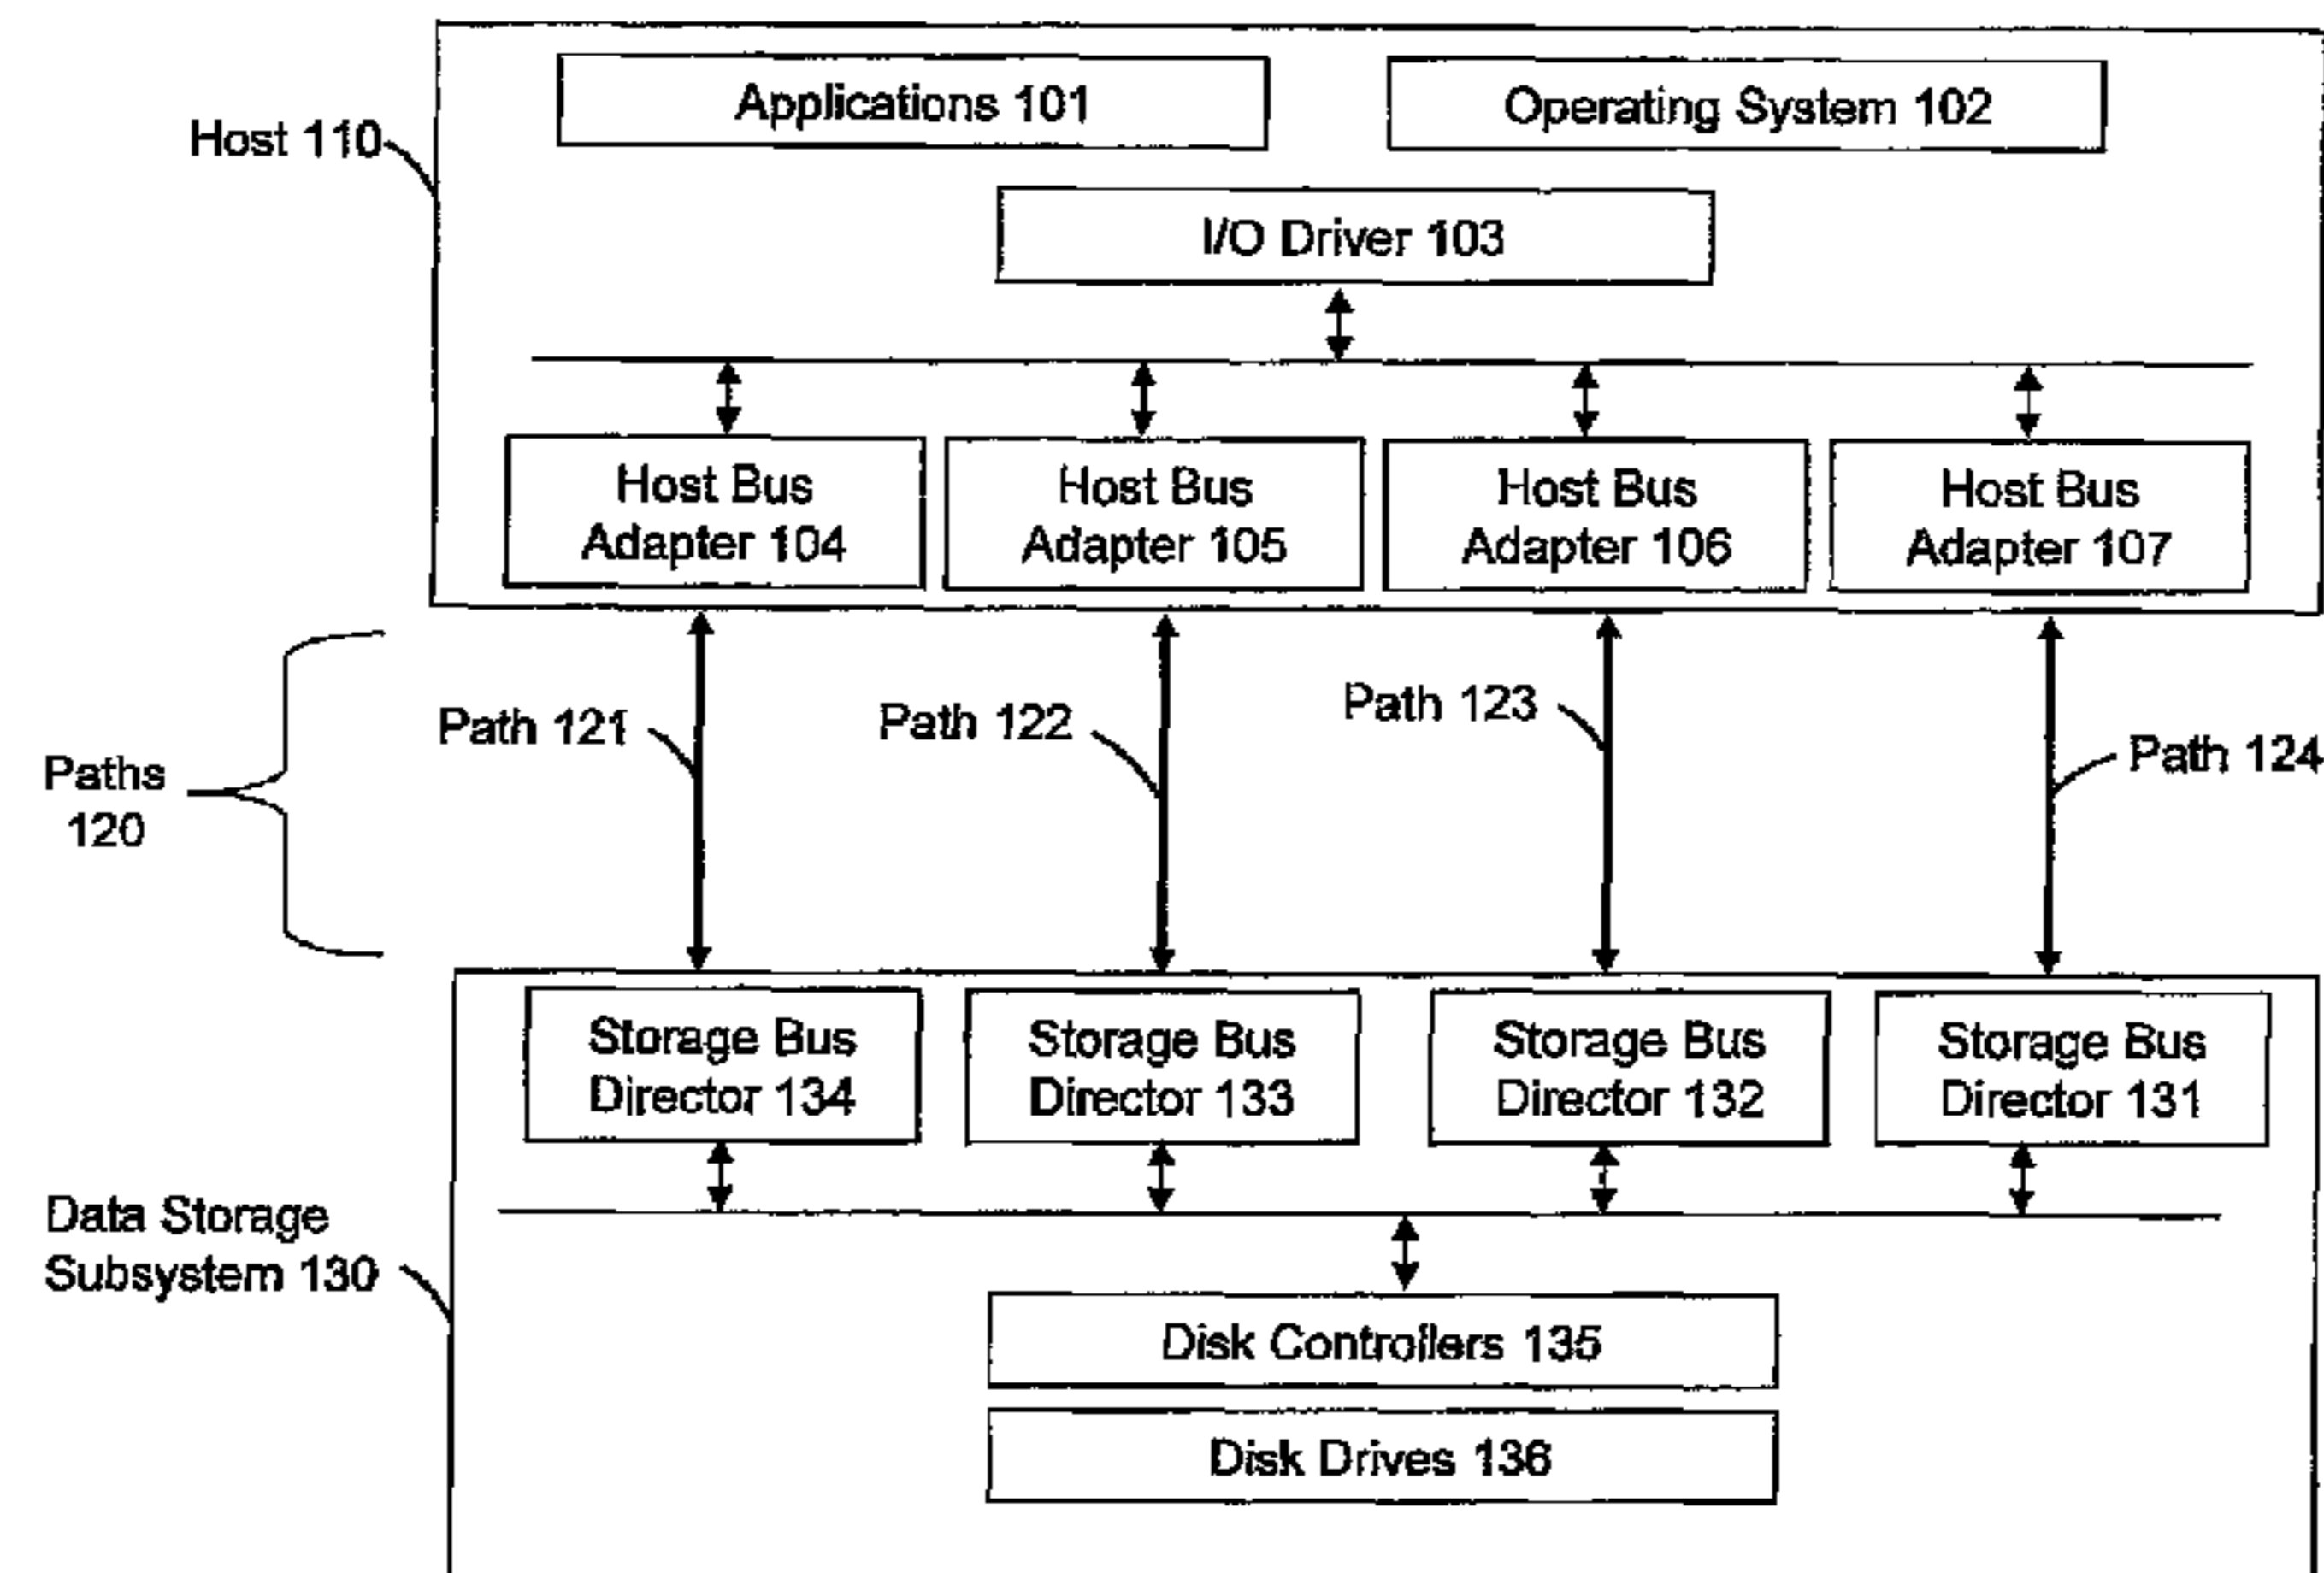 Applications 101
Operating System 102
Host 110
I/O Driver 103
Host Bus
Adapter 104
Host Bus
Adapter 105
Host Bus
Adapter 106
Host Bus
Adapter 107
Path 121
Path 122
Path 123
Path 124
Paths
120
Storage Bus
Director 134
Storage Bus
Director 133
Storage Bus
Director 132
Storage Bus
Director 131
Data Storage
Subsystem 130
Disk Controllers 135
Disk Drives 136